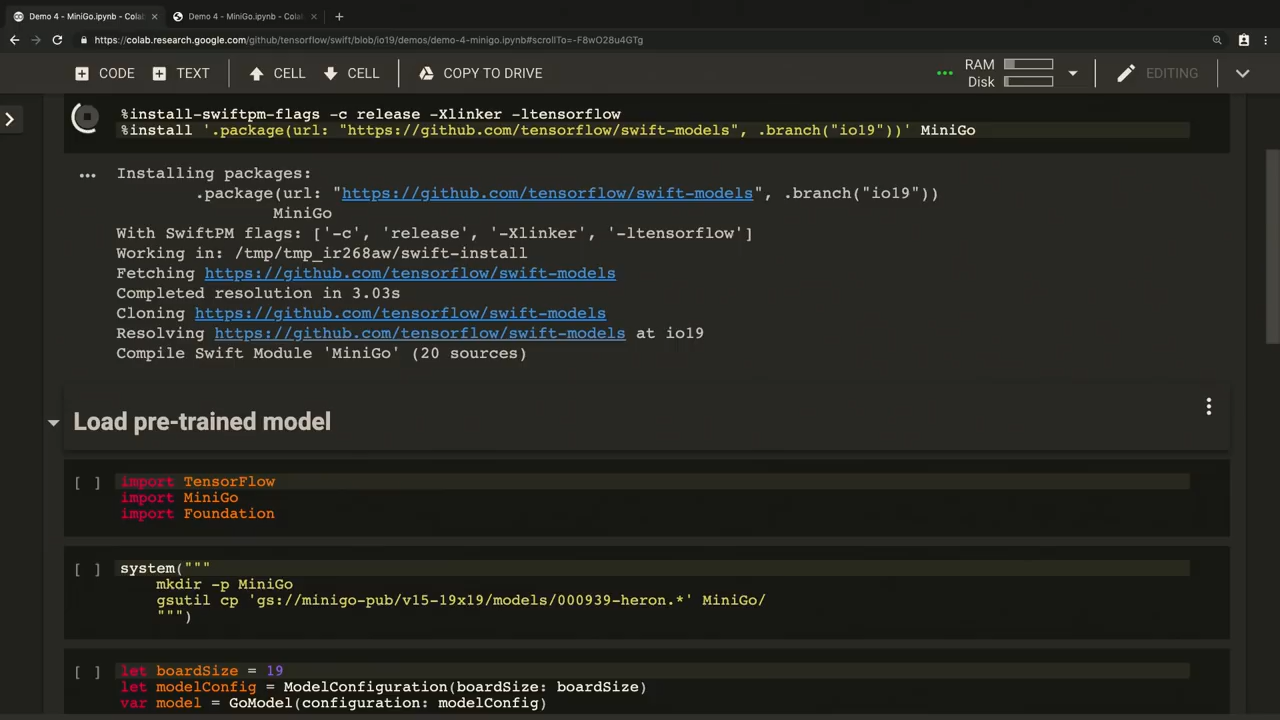 Demo 4 - MiniGo.ipynb - Colab
Demo 4 - MiniGo.ipynb - Colab
https://colab.research.google.com/github/tensorflow/swift/blob/io19/demos/demo-4-minigo.ipynb#scrollTo=-F8wO28u4GTg
CODE TEXT CELL CELL COPY TO DRIVE RAM Disk EDITING
%install-swiftpm-flags -c release -Xlinker -ltensorflow
%install '.package(url: "https://github.com/tensorflow/swift-models", .branch("io19"))' MiniGo
... Installing packages:
.package(url: "https://github.com/tensorflow/swift-models", .branch("io19"))
MiniGo
With SwiftPM flags: ['-c', 'release', '-Xlinker', '-ltensorflow']
Working in: /tmp/tmp_ir268aw/swift-install
Fetching https://github.com/tensorflow/swift-models
Completed resolution in 3.03s
Cloning https://github.com/tensorflow/swift-models
Resolving https://github.com/tensorflow/swift-models at io19
Compile Swift Module 'MiniGo' (20 sources)
Load pre-trained model
[ ] import TensorFlow
import MiniGo
import Foundation
[ ] system("""
mkdir -p MiniGo
gsutil cp 'gs://minigo-pub/v15-19x19/models/000939-heron.*' MiniGo/
""")
[ ] let boardSize = 19
let modelConfig = ModelConfiguration(boardSize: boardSize)
var model = GoModel(configuration: modelConfig)